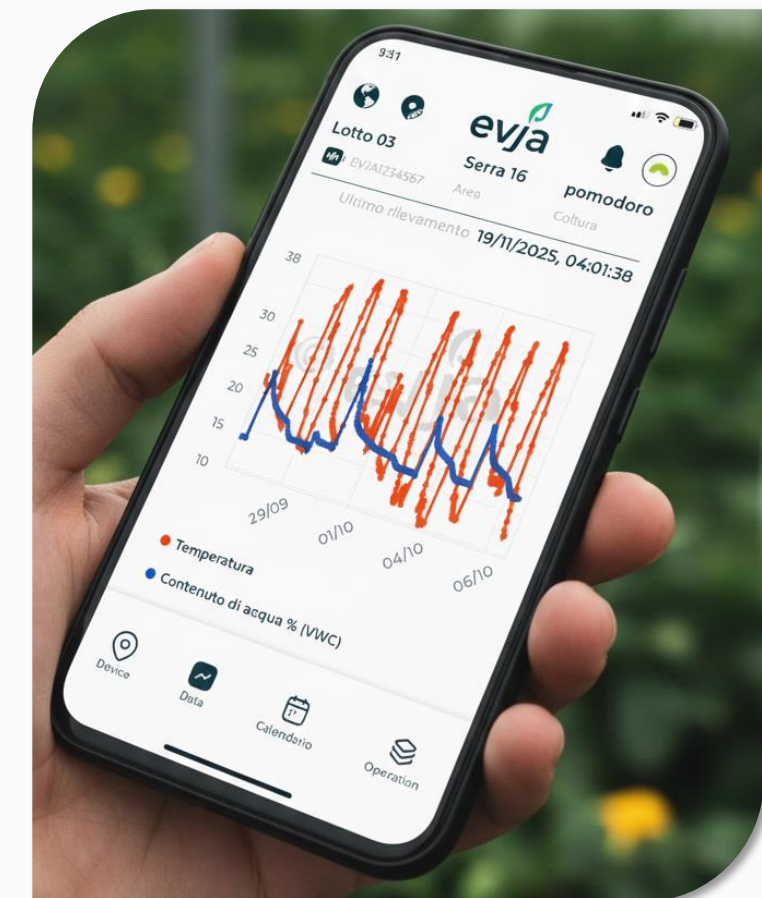 9:31
evja
Lotto 03
EVJA1234567
Serra 16
Area
pomodoro
Coltura
Ultimo rilevamento 19/11/2025, 04:01:38
38
30
25
20
15
10
evja
29/09
01/10
04/10
06/10
Temperatura
Contenuto di acqua % (VWC)
Device
Data
Calendario
Operation